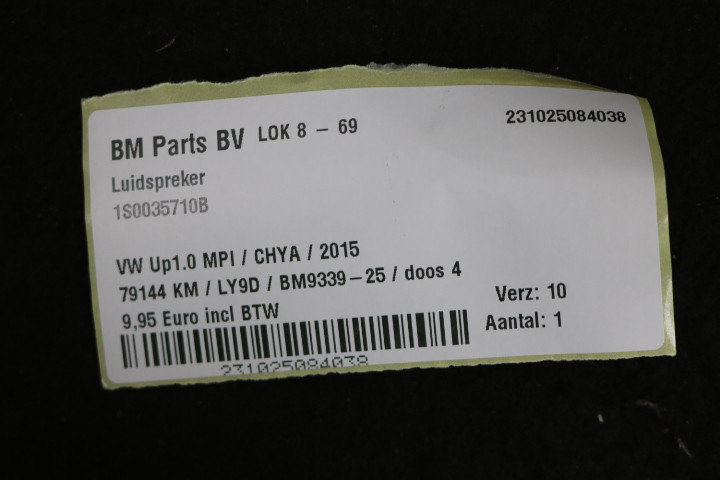 BM Parts BV LOK 8 - 69
231025084038
Luidspreker
1S0035710B
VW Up1.0 MPI / CHYA / 2015
79144 KM / LY9D / BM9339-25 / doos 4
9,95 Euro incl BTW
Verz: 10
Aantal: 1
231025084038